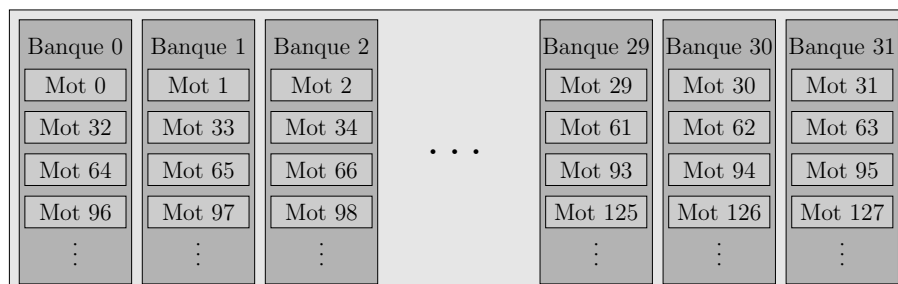 Banque 0 Banque 1 Banque 2 Banque 29 Banque 30 Banque 31
Mot 0 Mot 1 Mot 2 Mot 29 Mot 30 Mot 31
Mot 32 Mot 33 Mot 34 Mot 61 Mot 62 Mot 63
Mot 64 Mot 65 Mot 66 Mot 93 Mot 94 Mot 95
Mot 96 Mot 97 Mot 98 Mot 125 Mot 126 Mot 127